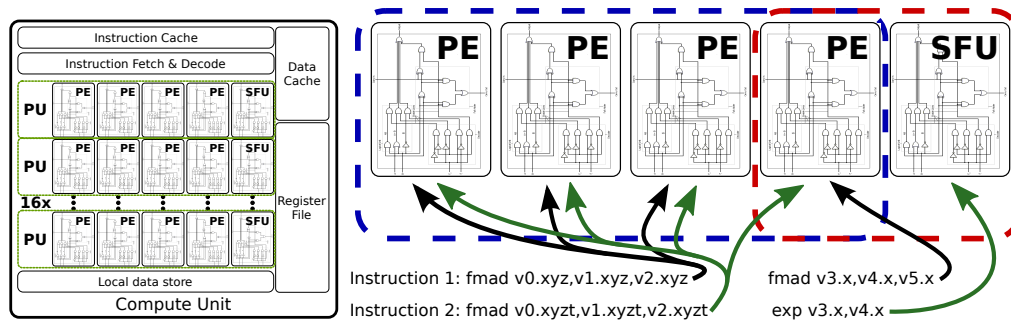 Instruction Cache
Instruction Fetch & Decode
Data
Cache
PU PE PE PE PE SFU
PU PE PE PE PE SFU
16x
PU PE PE PE PE SFU
Register
File
Local data store
Compute Unit
PE PE PE PE SFU
Instruction 1: fmad v0.xyz,v1.xyz,v2.xyz
fmad v3.x,v4.x,v5.x
Instruction 2: fmad v0.xyzt,v1.xyzt,v2.xyzt
exp v3.x,v4.x